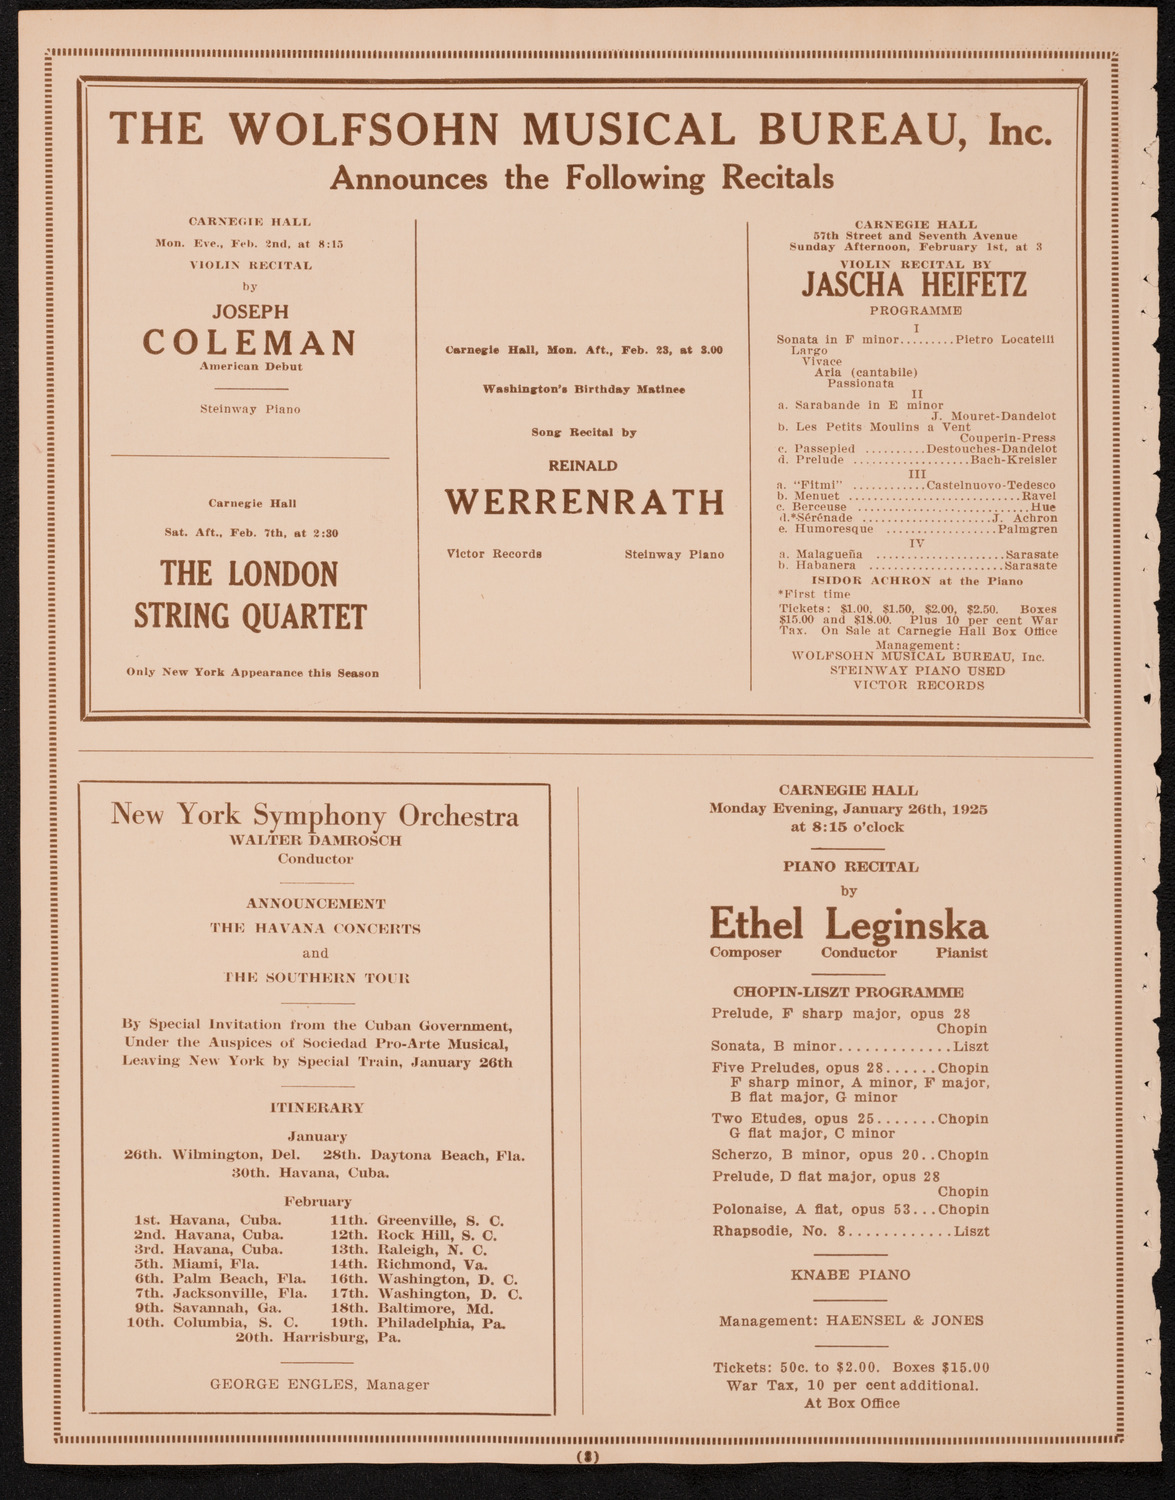 THE WOLFSOHN MUSICAL BUREAU, Inc.
Announces the Following Recitals
CARNEGIE HALL
Mon. Eve., Feb. 2nd, at 8:15
VIOLIN RECITAL
by
JOSEPH
COLEMAN
American Debut
Steinway Piano
Carnegie Hall
Sat. Aft., Feb. 7th, at 2:30
THE LONDON
STRING QUARTET
Only New York Appearance this Season
Carnegie Hall, Mon. Aft., Feb. 23, at 3.00
Washington's Birthday Matinee
Song Recital by
REINALD
WERRENRATH
Victor Records Steinway Piano
CARNEGIE HALL
57th Street and Seventh Avenue
Sunday Afternoon, February 1st, at 3
VIOLIN RECITAL BY
JASCHA HEIFETZ
PROGRAMME
I
Sonata in F minor.........Pietro Locatelli
Largo
Vivace
Aria (cantabile)
Passionata
II
a. Sarabande in E minor
J. Mouret-Dandelot
b. Les Petits Moulins a Vent
Couperin-Press
c. Passepied ..........Destouches-Dandelot
d. Prelude ...................Bach-Kreisler
III
a. "Fitmi" ............Castelnuovo-Tedesco
b. Menuet ............................Ravel
c. Berceuse ............................Hue
d.*Sérénade .....................J. Achron
e. Humoresque ..................Palmgren
IV
a. Malagueña .....................Sarasate
b. Habanera ......................Sarasate
ISIDOR ACHRON at the Piano
*First time
Tickets: $1.00, $1.50, $2.00, $2.50. Boxes
$15.00 and $18.00. Plus 10 per cent War
Tax. On Sale at Carnegie Hall Box Office
Management:
WOLFSOHN MUSICAL BUREAU, Inc.
STEINWAY PIANO USED
VICTOR RECORDS
New York Symphony Orchestra
WALTER DAMROSCH
Conductor
ANNOUNCEMENT
THE HAVANA CONCERTS
and
THE SOUTHERN TOUR
By Special Invitation from the Cuban Government,
Under the Auspices of Sociedad Pro-Arte Musical,
Leaving New York by Special Train, January 26th
ITINERARY
January
26th. Wilmington, Del. 28th. Daytona Beach, Fla.
30th. Havana, Cuba.
February
1st. Havana, Cuba. 11th. Greenville, S. C.
2nd. Havana, Cuba. 12th. Rock Hill, S. C.
3rd. Havana, Cuba. 13th. Raleigh, N. C.
5th. Miami, Fla. 14th. Richmond, Va.
6th. Palm Beach, Fla. 16th. Washington, D. C.
7th. Jacksonville, Fla. 17th. Washington, D. C.
9th. Savannah, Ga. 18th. Baltimore, Md.
10th. Columbia, S. C. 19th. Philadelphia, Pa.
20th. Harrisburg, Pa.
GEORGE ENGLES, Manager
CARNEGIE HALL
Monday Evening, January 26th, 1925
at 8:15 o'clock
PIANO RECITAL
by
Ethel Leginska
Composer Conductor Pianist
CHOPIN-LISZT PROGRAMME
Prelude, F sharp major, opus 28
Chopin
Sonata, B minor.............Liszt
Five Preludes, opus 28......Chopin
F sharp minor, A minor, F major,
B flat major, G minor
Two Etudes, opus 25.......Chopin
G flat major, C minor
Scherzo, B minor, opus 20..Chopin
Prelude, D flat major, opus 28
Chopin
Polonaise, A flat, opus 53...Chopin
Rhapsodie, No. 8............Liszt
KNABE PIANO
Management: HAENSEL & JONES
Tickets: 50c. to $2.00. Boxes $15.00
War Tax, 10 per cent additional.
At Box Office